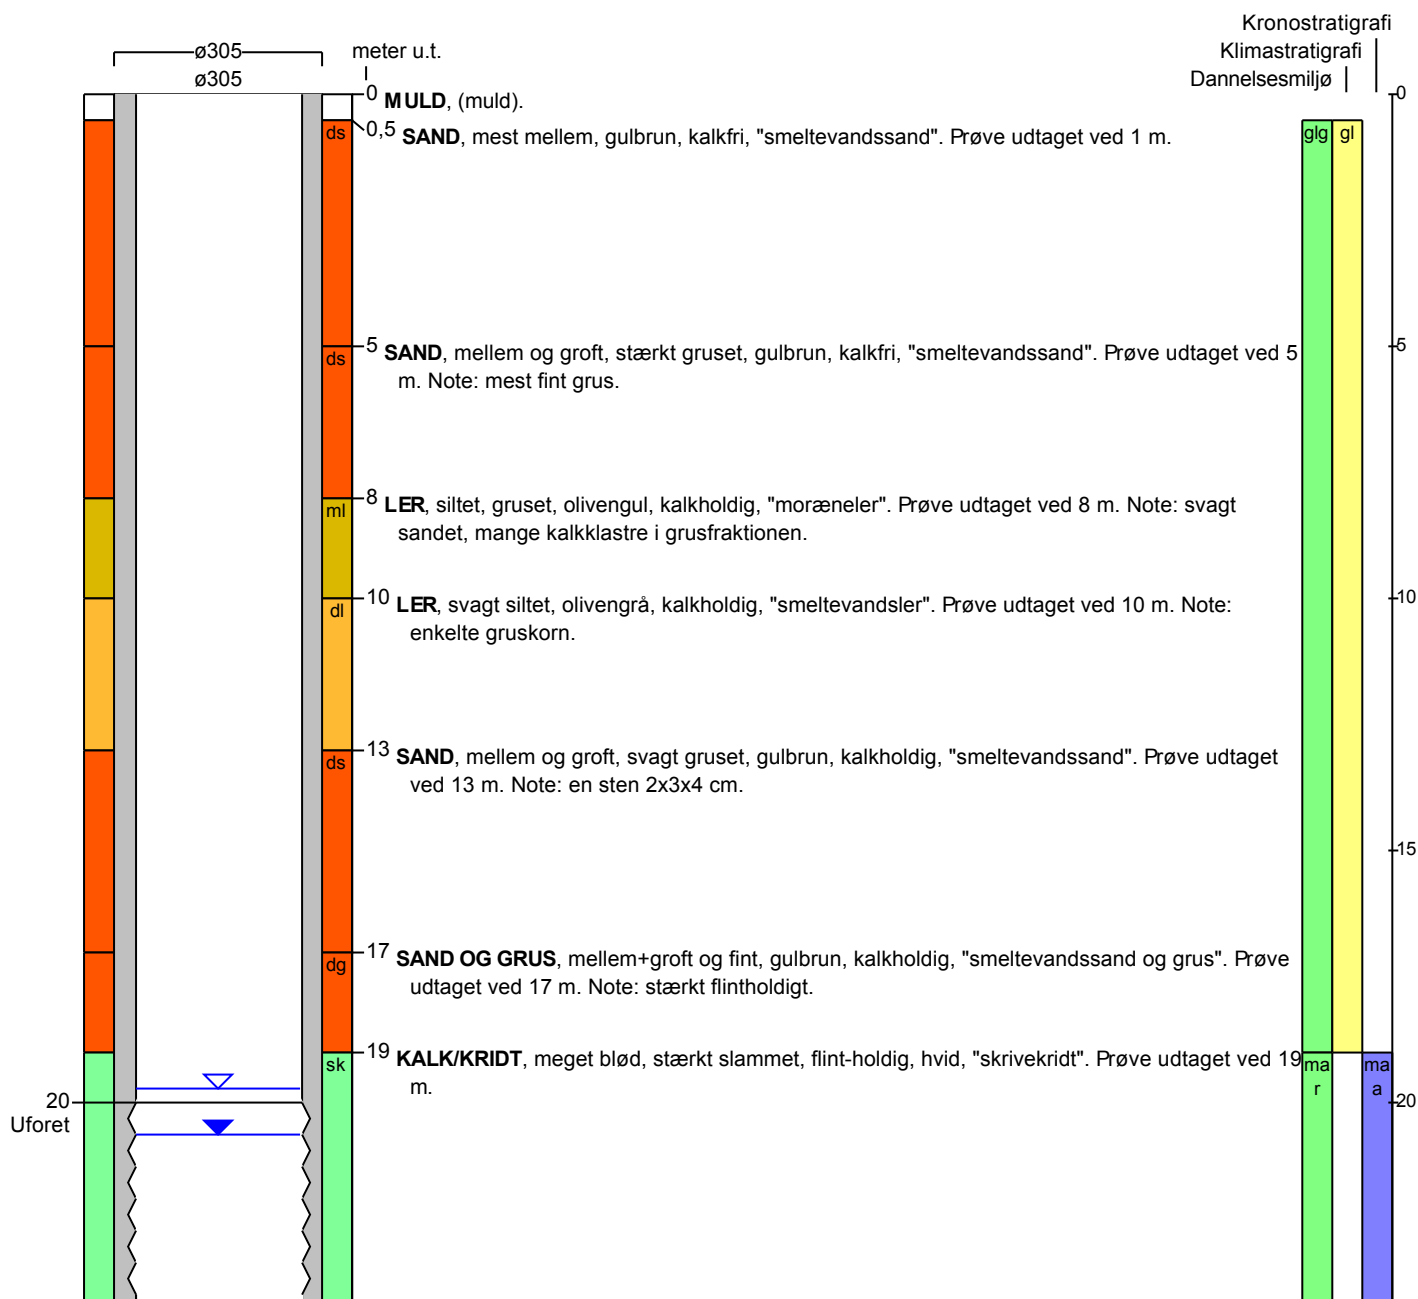 Kronostratigrafi
ø305 meter u.t. Klimastratigrafi
ø305 Dannelsesmiljø
0 MULD, (muld). 0
ds 0,5 SAND, mest mellem, gulbrun, kalkfri, "smeltevandssand". Prøve udtaget ved 1 m. glg gl
5 SAND, mellem og groft, stærkt gruset, gulbrun, kalkfri, "smeltevandssand". Prøve udtaget ved 5 5
ds m. Note: mest fint grus.
8 LER, siltet, gruset, olivengul, kalkholdig, "moræneler". Prøve udtaget ved 8 m. Note: svagt
ml sandet, mange kalkklastre i grusfraktionen.
10 LER, svagt siltet, olivengrå, kalkholdig, "smeltevandsler". Prøve udtaget ved 10 m. Note: 10
dl enkelte gruskorn.
13 SAND, mellem og groft, svagt gruset, gulbrun, kalkholdig, "smeltevandssand". Prøve udtaget
ds ved 13 m. Note: en sten 2x3x4 cm.
15
17 SAND OG GRUS, mellem+groft og fint, gulbrun, kalkholdig, "smeltevandssand og grus". Prøve
dg udtaget ved 17 m. Note: stærkt flintholdigt.
19 KALK/KRIDT, meget blød, stærkt slammet, flint-holdig, hvid, "skrivekridt". Prøve udtaget ved 19
sk m. ma ma
r a
20 20
Uforet